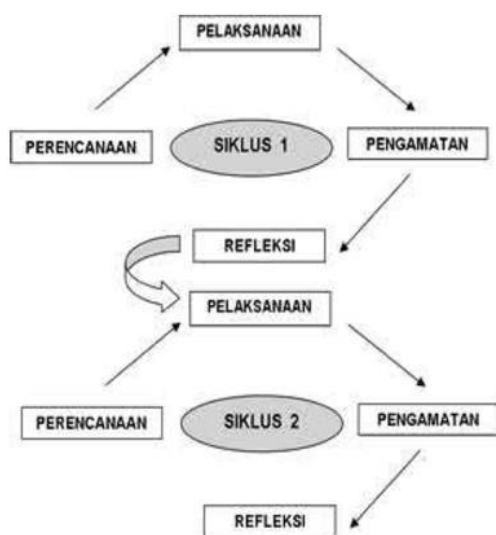 PELAKSANAAN
PERENCANAAN
SIKLUS 1
PENGAMATAN
REFLEKSI
PELAKSANAAN
PERENCANAAN
SIKLUS 2
PENGAMATAN
REFLEKSI